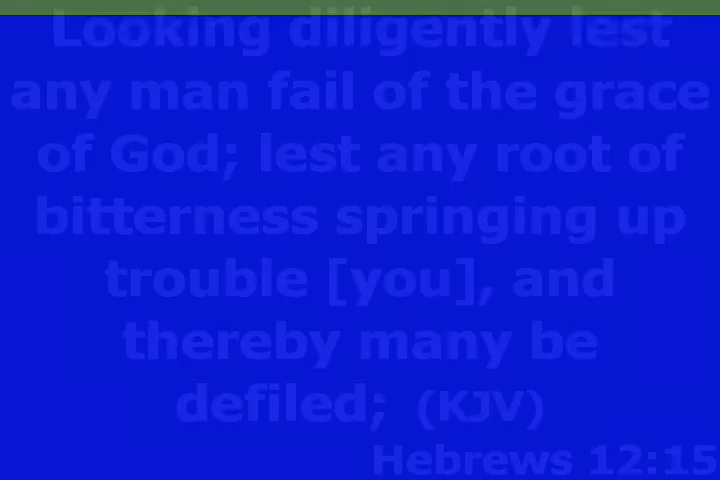 Looking diligently lest
any man fail of the grace
of God; lest any root of
bitterness springing up
trouble [you], and
thereby many be
defiled; (KJV)
Hebrews 12:15